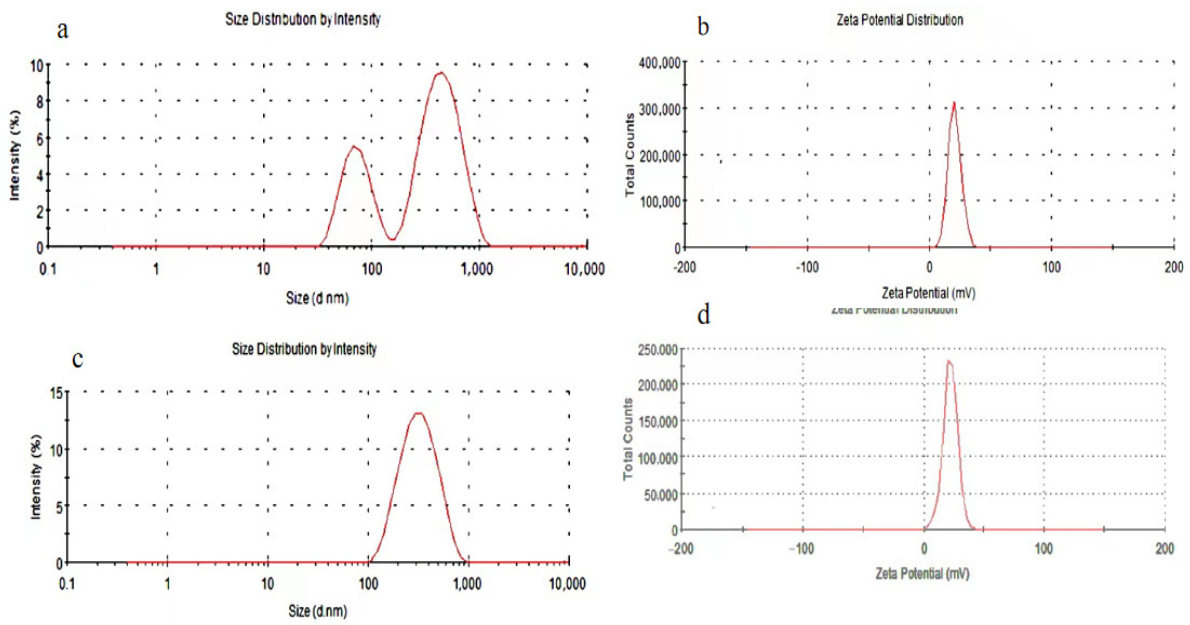 a
Size Distribution by Intensity
Intensity (%)
10
8
6
4
2
0
0.1 1 10 100 1,000 10,000
Size (d.nm)
b
Zeta Potential Distribution
Total Counts
400,000
300,000
200,000
100,000
0
-200 -100 0 100 200
Zeta Potential (mV)
c
Size Distribution by Intensity
Intensity (%)
15
10
5
0
0.1 1 10 100 1,000 10,000
Size (d.nm)
d
Zeta Potential Distribution
Total Counts
250.000
200.000
150.000
100.000
50.000
0
−200 −100 0 100 200
Zeta Potential (mV)